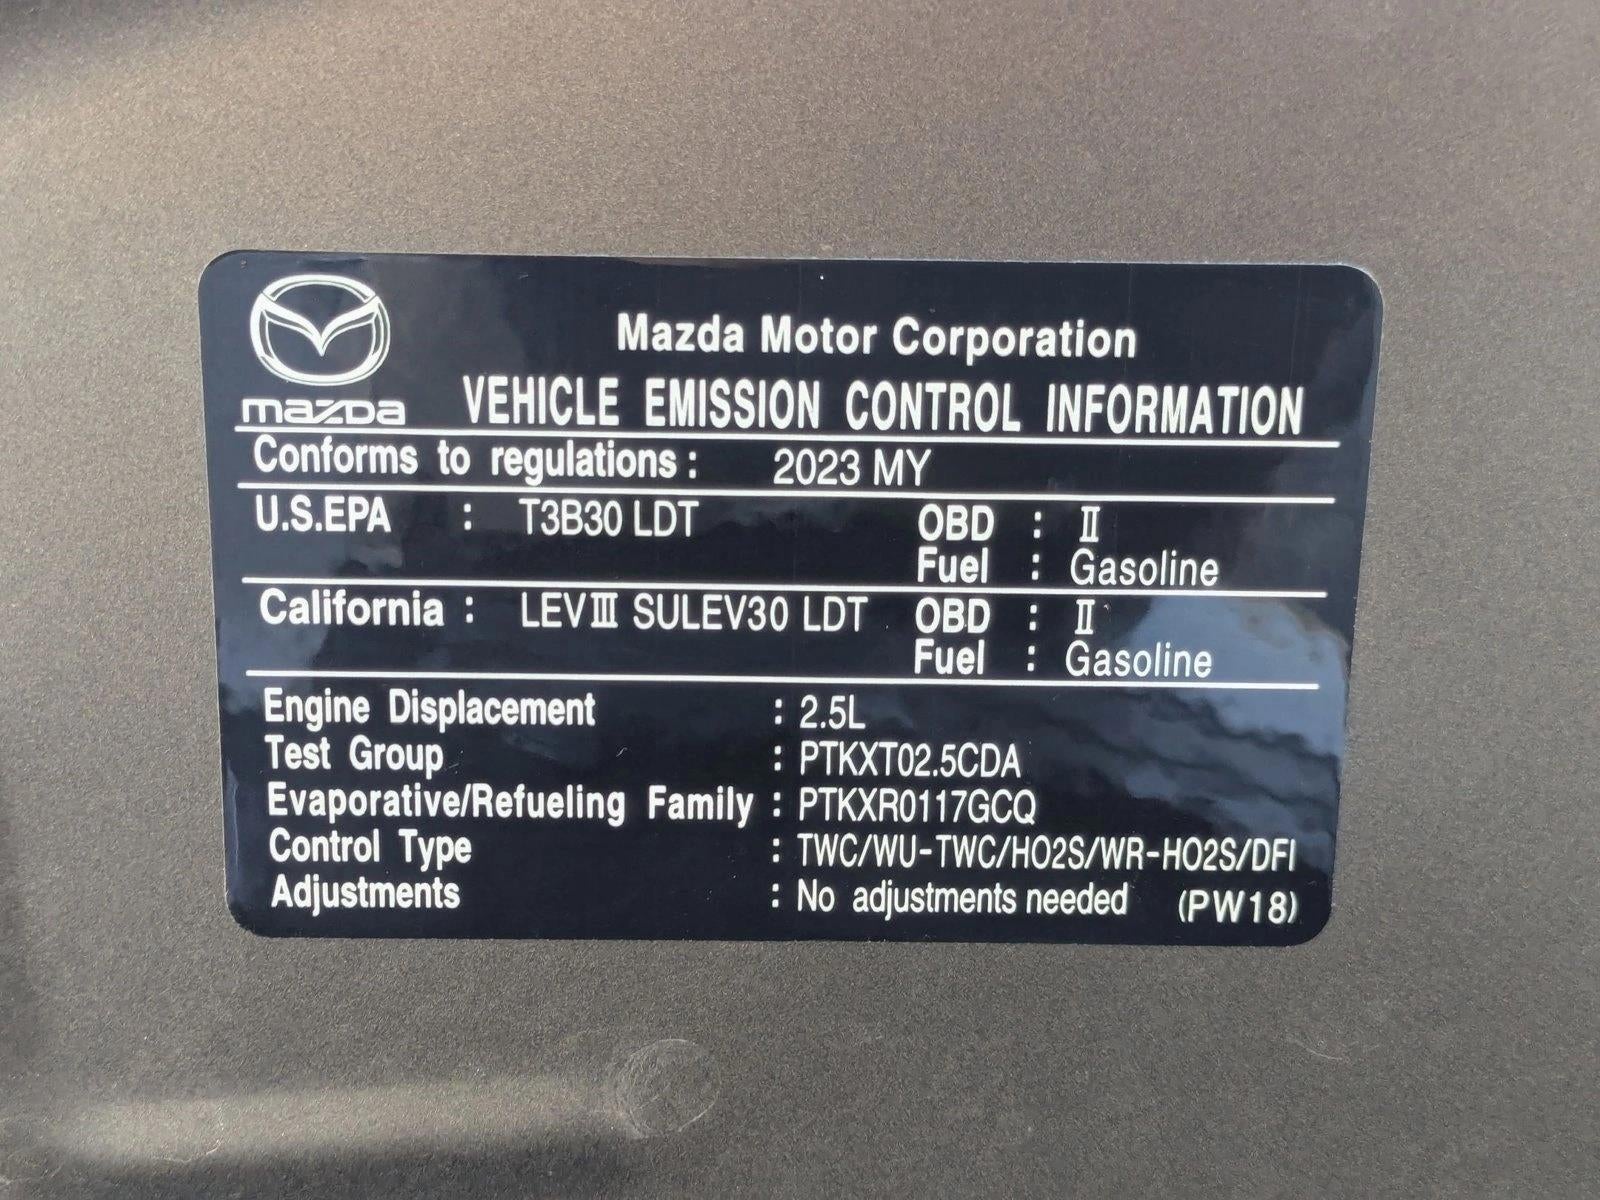 Mazda Motor Corporation
mazda VEHICLE EMISSION CONTROL INFORMATION
Conforms to regulations : 2023 MY
U.S.EPA : T3B30 LDT OBD : Ⅱ
Fuel : Gasoline
California : LEVⅢ SULEV30 LDT OBD : Ⅱ
Fuel : Gasoline
Engine Displacement : 2.5L
Test Group : PTKXT02.5CDA
Evaporative/Refueling Family : PTKXR0117GCQ
Control Type : TWC/WU-TWC/HO2S/WR-HO2S/DFI
Adjustments : No adjustments needed (PW18)